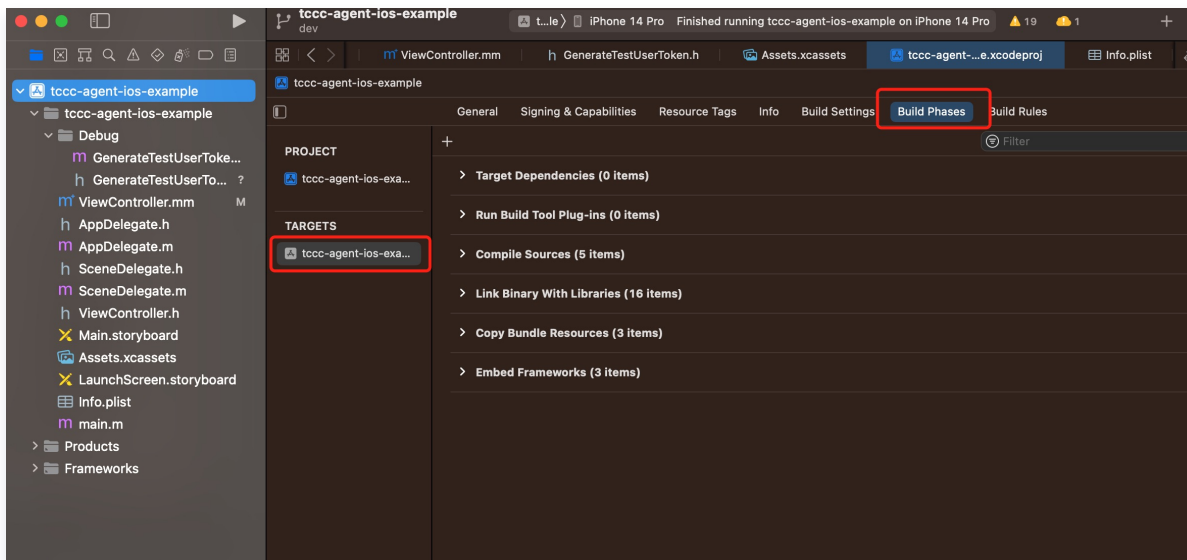 tccc-agent-ios-example
dev
t...le〉 iPhone 14 Pro Finished running tccc-agent-ios-example on iPhone 14 Pro 19 1
ViewController.mm
GenerateTestUserToken.h
Assets.xcassets
tccc-agent-...e.xcodeproj
Info.plist
tccc-agent-ios-example
General Signing & Capabilities Resource Tags Info Build Settings Build Phases Build Rules
Filter
tccc-agent-ios-example
tccc-agent-ios-example
Debug
m GenerateTestUserToke...
h GenerateTestUserTo... ?
m ViewController.mm M
h AppDelegate.h
m AppDelegate.m
h SceneDelegate.h
m SceneDelegate.m
h ViewController.h
Main.storyboard
Assets.xcassets
LaunchScreen.storyboard
Info.plist
m main.m
Products
Frameworks
PROJECT
tccc-agent-ios-exa...
TARGETS
tccc-agent-ios-exa...
Target Dependencies (0 items)
Run Build Tool Plug-ins (0 items)
Compile Sources (5 items)
Link Binary With Libraries (16 items)
Copy Bundle Resources (3 items)
Embed Frameworks (3 items)